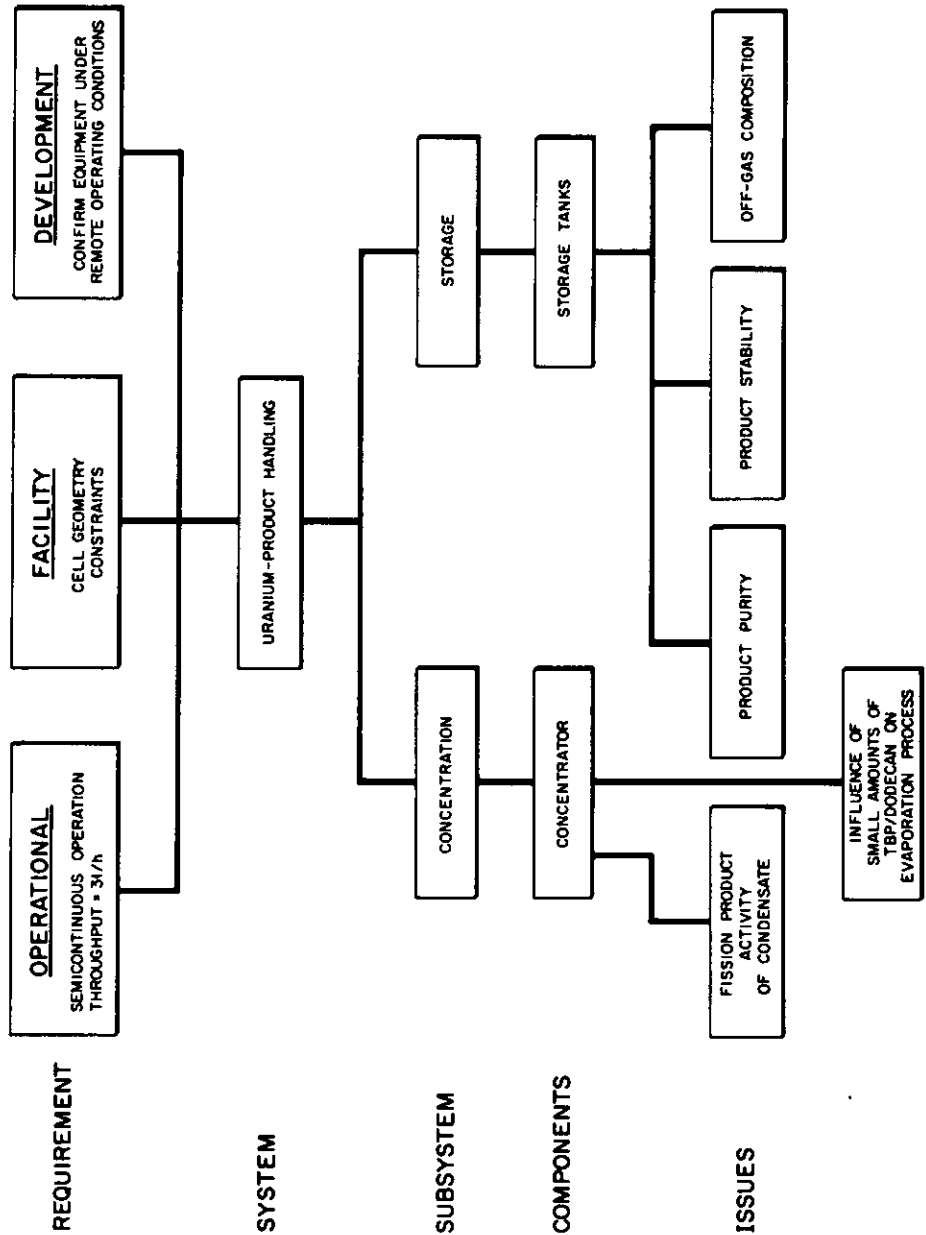 REQUIREMENT
OPERATIONAL
SEMICONTINUOUS OPERATION
THROUGHPUT = 3l/h
FACILITY
CELL GEOMETRY
CONSTRAINTS
DEVELOPMENT
CONFIRM EQUIPMENT UNDER
REMOTE OPERATING CONDITIONS
SYSTEM
URANIUM-PRODUCT HANDLING
SUBSYSTEM
CONCENTRATION
STORAGE
COMPONENTS
CONCENTRATOR
STORAGE TANKS
ISSUES
FISSION PRODUCT
ACTIVITY
OF CONDENSATE
PRODUCT PURITY
PRODUCT STABILITY
OFF-GAS COMPOSITION
INFLUENCE OF
SMALL AMOUNTS OF
TBP/DODECAN ON
EVAPORATION PROCESS